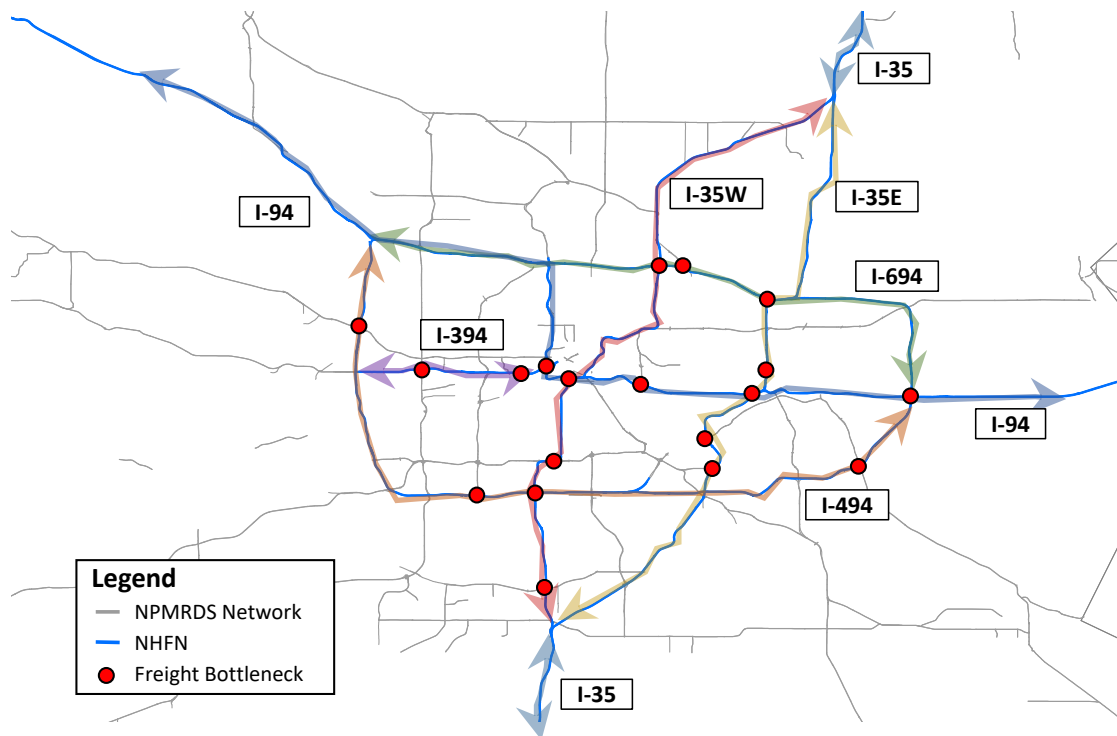 I-35
I-35W
I-35E
I-94
I-694
I-394
I-94
I-494
Legend
NPMRDS Network
NHFN
Freight Bottleneck
I-35